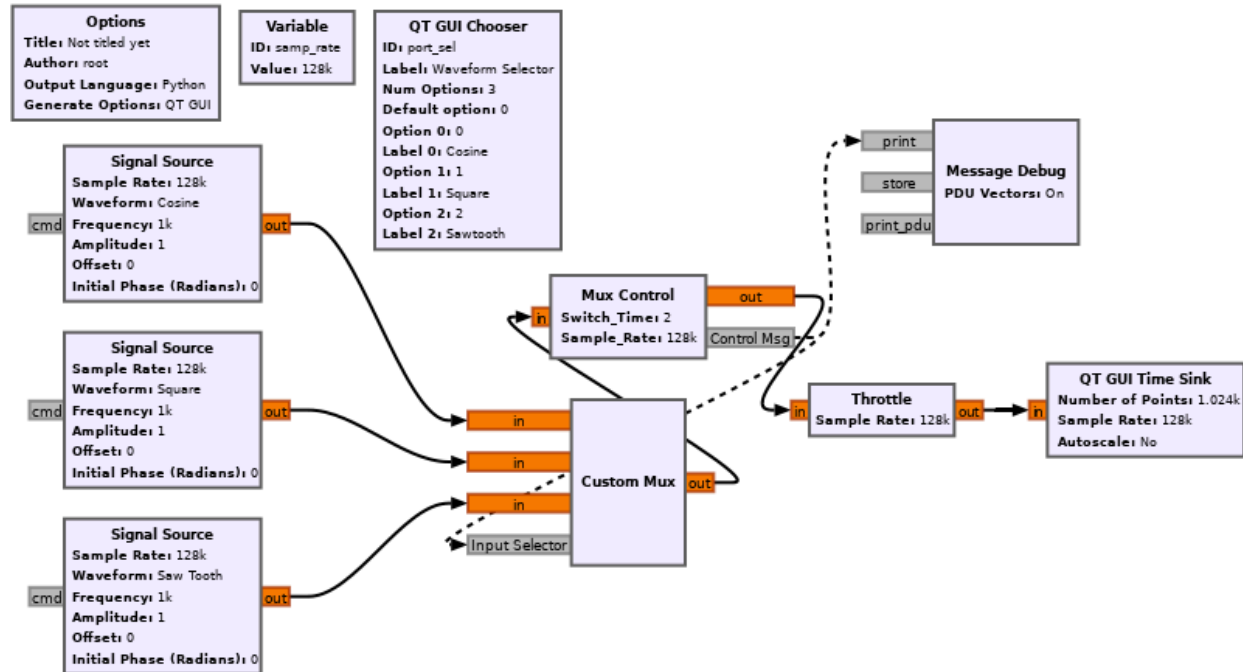 Options
Title: Not titled yet
Author: root
Output Language: Python
Generate Options: QT GUI
Variable
ID: samp_rate
Value: 128k
QT GUI Chooser
ID: port_sel
Label: Waveform Selector
Num Options: 3
Default option: 0
Option 0: 0
Label 0: Cosine
Option 1: 1
Label 1: Square
Option 2: 2
Label 2: Sawtooth
Signal Source
Sample Rate: 128k
Waveform: Cosine
Frequency: 1k
Amplitude: 1
Offset: 0
Initial Phase (Radians): 0
cmd
out
Signal Source
Sample Rate: 128k
Waveform: Square
Frequency: 1k
Amplitude: 1
Offset: 0
Initial Phase (Radians): 0
cmd
out
Signal Source
Sample Rate: 128k
Waveform: Saw Tooth
Frequency: 1k
Amplitude: 1
Offset: 0
Initial Phase (Radians): 0
cmd
out
in
in
in
Input Selector
Custom Mux
out
in
Mux Control
Switch_Time: 2
Sample_Rate: 128k
out
Control Msg
print
store
print_pdu
Message Debug
PDU Vectors: On
in
Throttle
Sample Rate: 128k
out
in
QT GUI Time Sink
Number of Points: 1.024k
Sample Rate: 128k
Autoscale: No